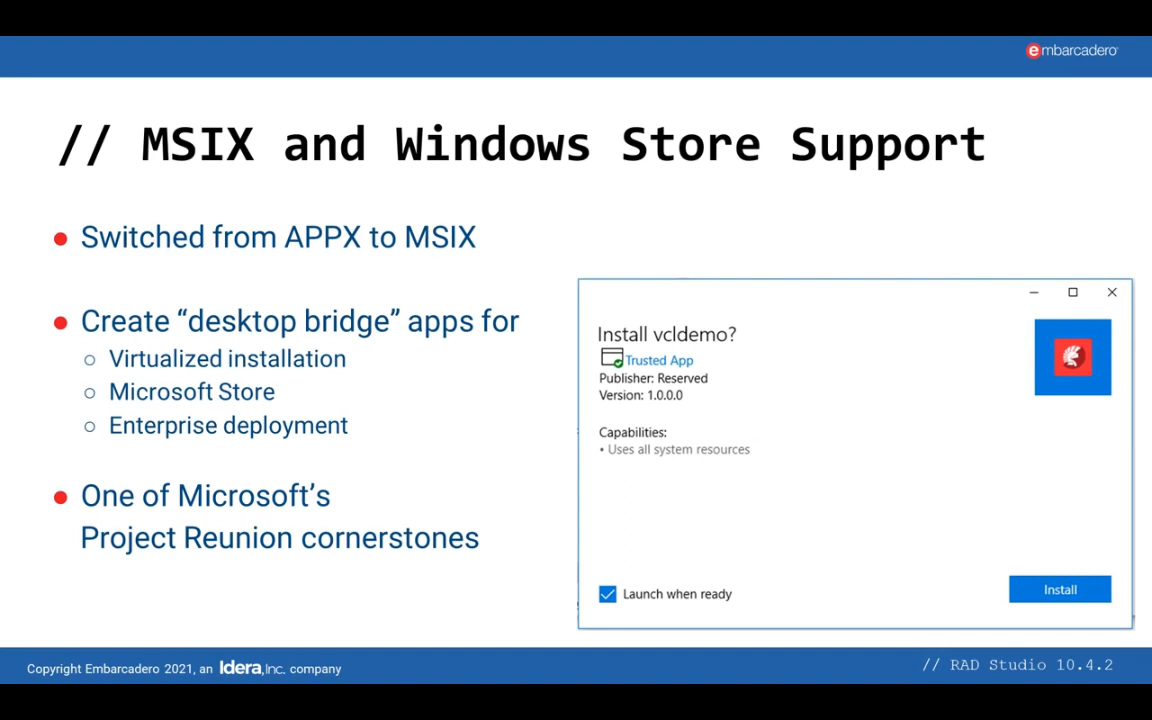 embarcadero
// MSIX and Windows Store Support
● Switched from APPX to MSIX
● Create “desktop bridge” apps for
○ Virtualized installation
○ Microsoft Store
○ Enterprise deployment
● One of Microsoft’s
Project Reunion cornerstones
Install vcldemo?
Trusted App
Publisher: Reserved
Version: 1.0.0.0
Capabilities:
• Uses all system resources
Launch when ready
Install
Copyright Embarcadero 2021, an Idera, Inc. company
// RAD Studio 10.4.2